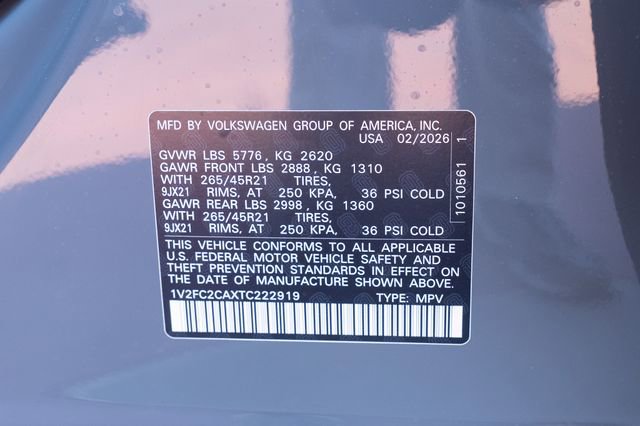 MFD BY VOLKSWAGEN GROUP OF AMERICA, INC.
USA 02/2026
GVWR LBS 5776, KG 2620
GAWR FRONT LBS 2888, KG 1310
WITH 265/45R21 TIRES,
9JX21 RIMS, AT 250 KPA, 36 PSI COLD
GAWR REAR LBS 2998, KG 1360
WITH 265/45R21 TIRES,
9JX21 RIMS, AT 250 KPA, 36 PSI COLD
THIS VEHICLE CONFORMS TO ALL APPLICABLE
U.S. FEDERAL MOTOR VEHICLE SAFETY AND
THEFT PREVENTION STANDARDS IN EFFECT ON
THE DATE OF MANUFACTURE SHOWN ABOVE.
1V2FC2CAXTC222919 TYPE: MPV
1010561 1